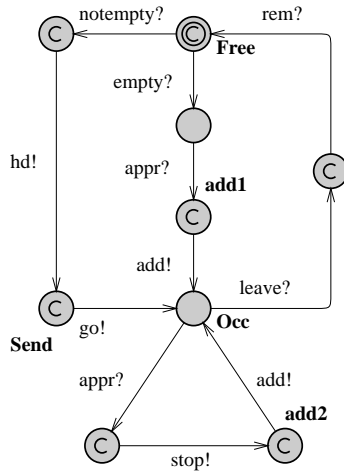 notempty?
rem?
C
C
Free
empty?
hd!
appr?
add1
C
C
add!
leave?
C
Occ
Send
go!
appr?
add!
add2
C
C
stop!